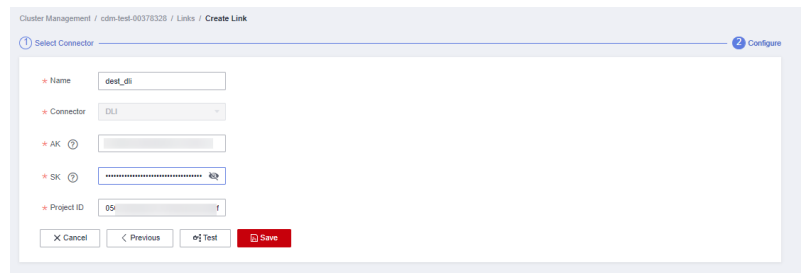 Cluster Management / cdm-test-00378328 / Links / Create Link
1 Select Connector
2 Configure
* Name dest_dli
* Connector DLI
* AK ?
* SK ? ••••••••••••••••••••••••••••••••••
* Project ID 05 f
Cancel Previous Test Save